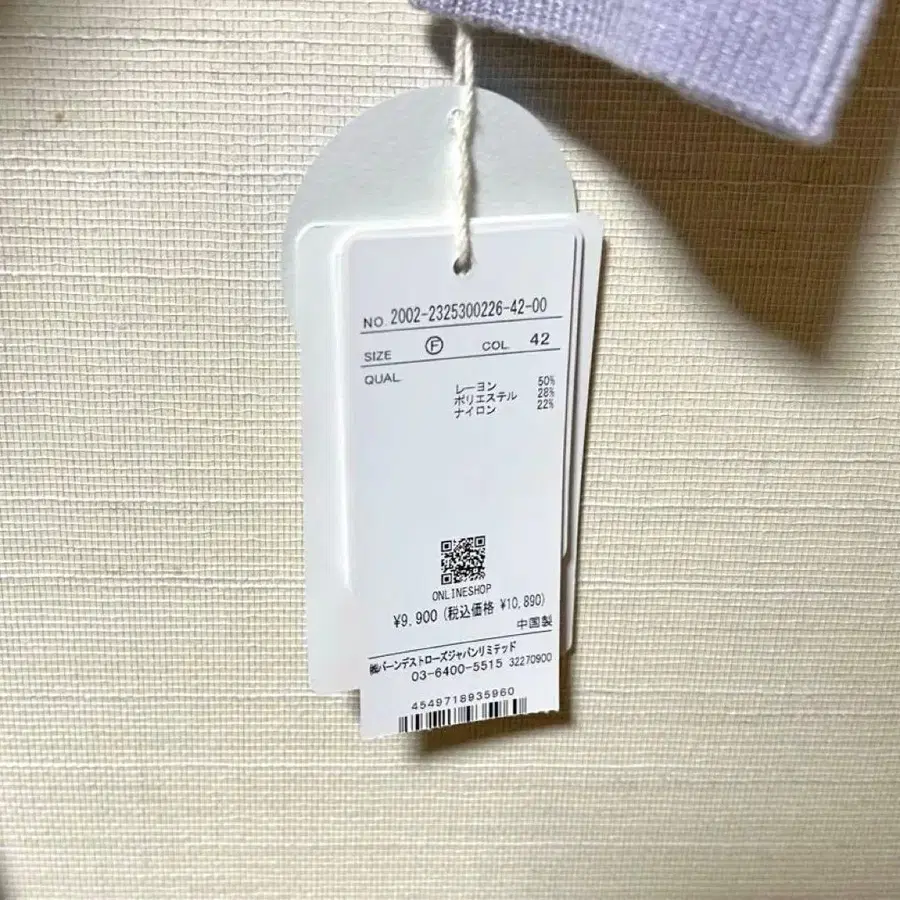 NO. 2002-2325300226-42-00
SIZE Ⓕ COL. 42
QUAL.
レーヨン 50%
ポリエステル 28%
ナイロン 22%
ONLINESHOP
¥9,900 (税込価格 ¥10,890)
中国製
㈱バーンデストローズジャパンリミテッド
03-6400-5515 32270900
4549718935960